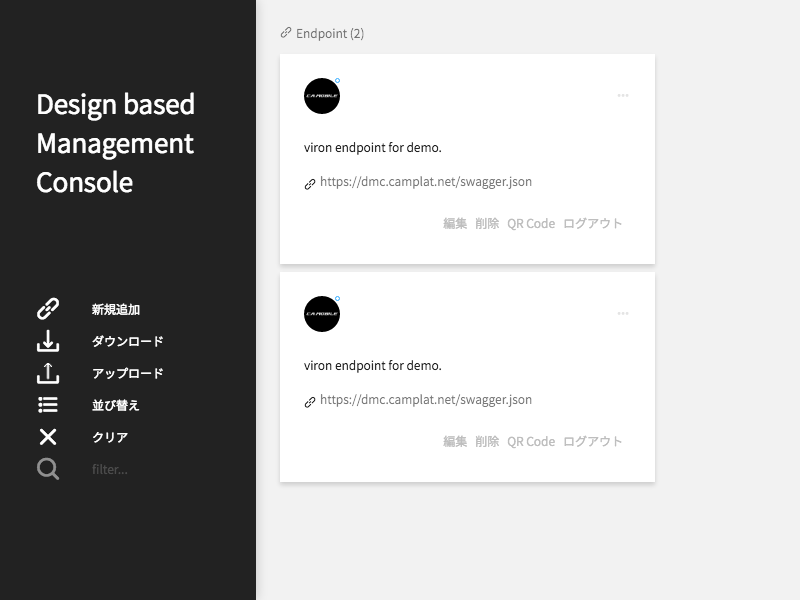 Design based
Management
Console
新規追加
ダウンロード
アップロード
並び替え
クリア
filter...
Endpoint (2)
CA MOBILE
viron endpoint for demo.
https://dmc.camplat.net/swagger.json
編集 削除 QR Code ログアウト
CA MOBILE
viron endpoint for demo.
https://dmc.camplat.net/swagger.json
編集 削除 QR Code ログアウト